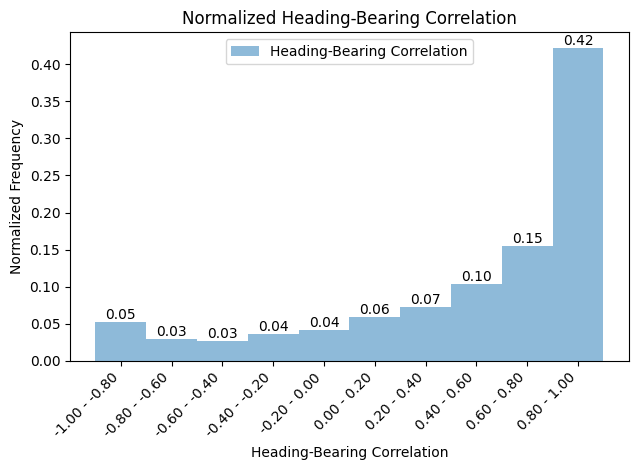 Normalized Heading-Bearing Correlation
Heading-Bearing Correlation
Normalized Frequency
0.40
0.35
0.30
0.25
0.20
0.15
0.10
0.05
0.00
0.05
0.03
0.03
0.04
0.04
0.06
0.07
0.10
0.15
0.42
-1.00 - -0.80
-0.80 - -0.60
-0.60 - -0.40
-0.40 - -0.20
-0.20 - 0.00
0.00 - 0.20
0.20 - 0.40
0.40 - 0.60
0.60 - 0.80
0.80 - 1.00
Heading-Bearing Correlation